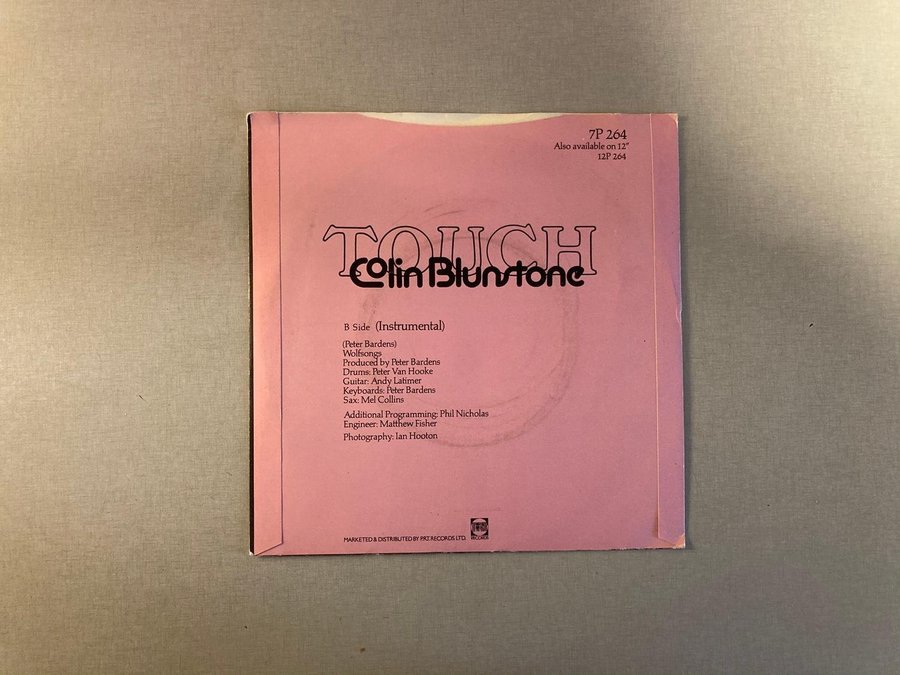 7P 264
Also available on 12"
12P 264
TOUCH
Colin Blunstone
B Side (Instrumental)
(Peter Bardens)
Wolfsongs
Produced by Peter Bardens
Drums: Peter Van Hooke
Guitar: Andy Latimer
Keyboards: Peter Bardens
Sax: Mel Collins
Additional Programming: Phil Nicholas
Engineer: Matthew Fisher
Photography: Ian Hooton
MARKETED & DISTRIBUTED BY P.R.T. RECORDS LTD.
RECORDS